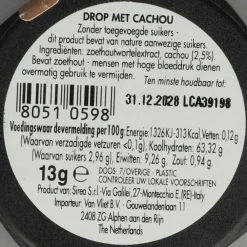 DROP MET CACHOU
Zonder toegevoegde suikers -
dit product bevat van nature aanwezige suikers.
Ingrediënten: zoethoutwortelextract, cachou (2,5%).
Bevat zoethout - mensen met hoge bloeddruk dienen
overmatig gebruik te vermijden.
Ten minste houdbaar tot:
31.12.2028 LCA39198
8051 0598
Voedingswaar devermelding per 100 g Energie:1326KJ-313Kcal, Vetten:0,12g
(Waarvan verzadigde vetzuren <0,1g), Koolhydraten: 63,32 g
(Waarvan suikers 2,96 g), Eiwitten: 9,26 g, Zout: 0,94 g.
13g e DOOS: 7/OVERIGE - PLASTIC
CONTROLEER UW LOKALE VOORSCHRIFTEN
Product van: Sirea S.r.l.-Via Galilei, 27-Montecchio E. (RE)-Italy
Importeur: Van Vliet B.V. - Gouwelandenlaan 11
2408 ZG Alphen aan den Rijn
The Netherlands